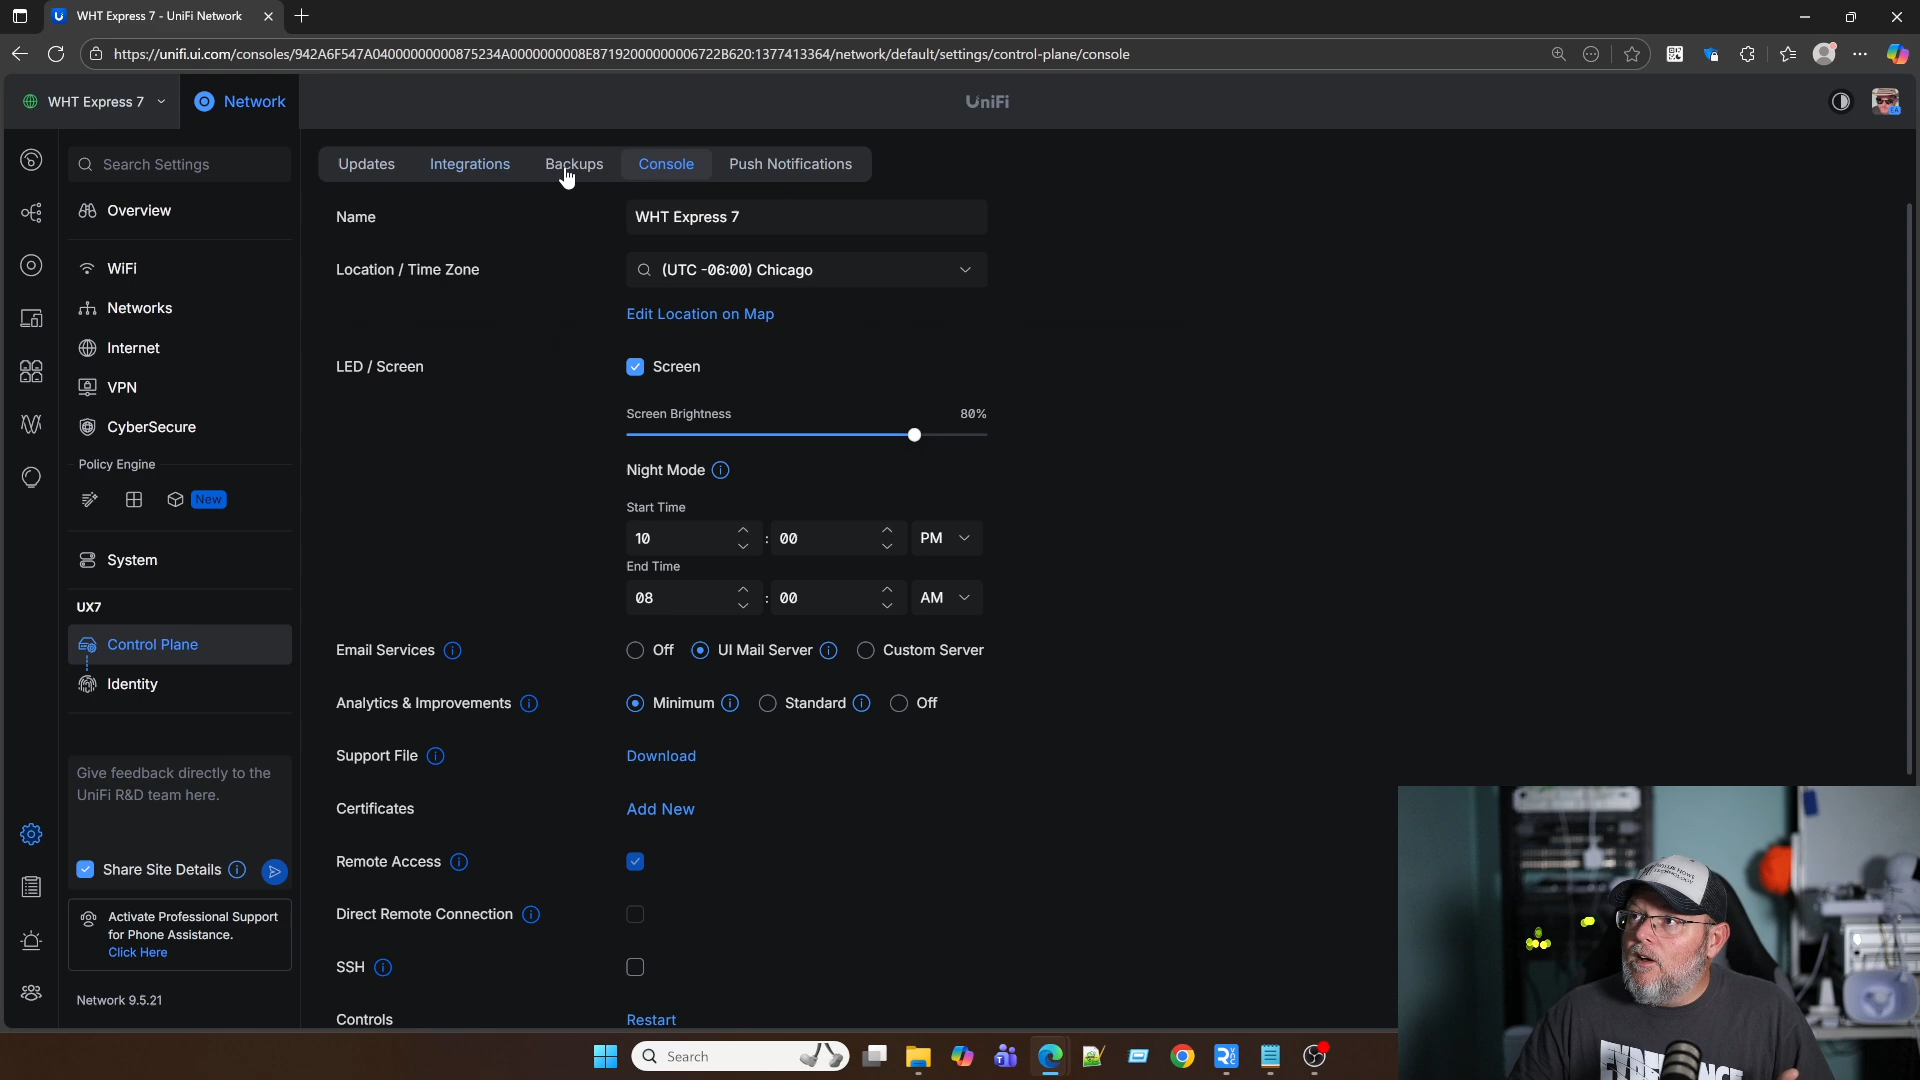 WHT Express 7 - UniFi Network
https://unifi.ui.com/consoles/942A6F547A04000000000875234A0000000008E87192000000006722B620:1377413364/network/default/settings/control-plane/console
WHT Express 7
Network
UniFi
EA
Search Settings
Updates
Integrations
Backups
Console
Push Notifications
Overview
WiFi
Networks
Internet
VPN
CyberSecure
Policy Engine
New
System
UX7
Control Plane
Identity
Give feedback directly to the
UniFi R&D team here.
Share Site Details
Activate Professional Support
for Phone Assistance.
Click Here
Network 9.5.21
Name
WHT Express 7
Location / Time Zone
(UTC -06:00) Chicago
Edit Location on Map
LED / Screen
Screen
Screen Brightness 80%
Night Mode
Start Time
10 : 00 PM
End Time
08 : 00 AM
Email Services
Off UI Mail Server Custom Server
Analytics & Improvements
Minimum Standard Off
Support File
Download
Certificates
Add New
Remote Access
Direct Remote Connection
SSH
Controls
Restart
Search